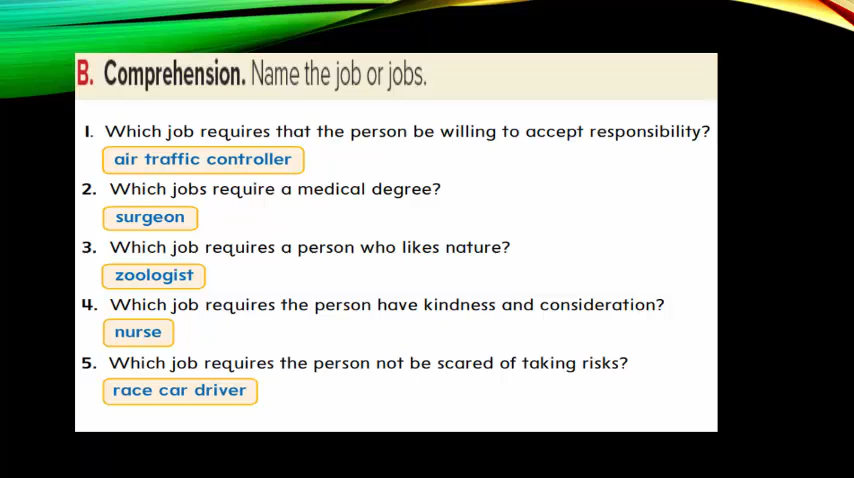 B. Comprehension. Name the job or jobs.
1. Which job requires that the person be willing to accept responsibility?
air traffic controller
2. Which jobs require a medical degree?
surgeon
3. Which job requires a person who likes nature?
zoologist
4. Which job requires the person have kindness and consideration?
nurse
5. Which job requires the person not be scared of taking risks?
race car driver